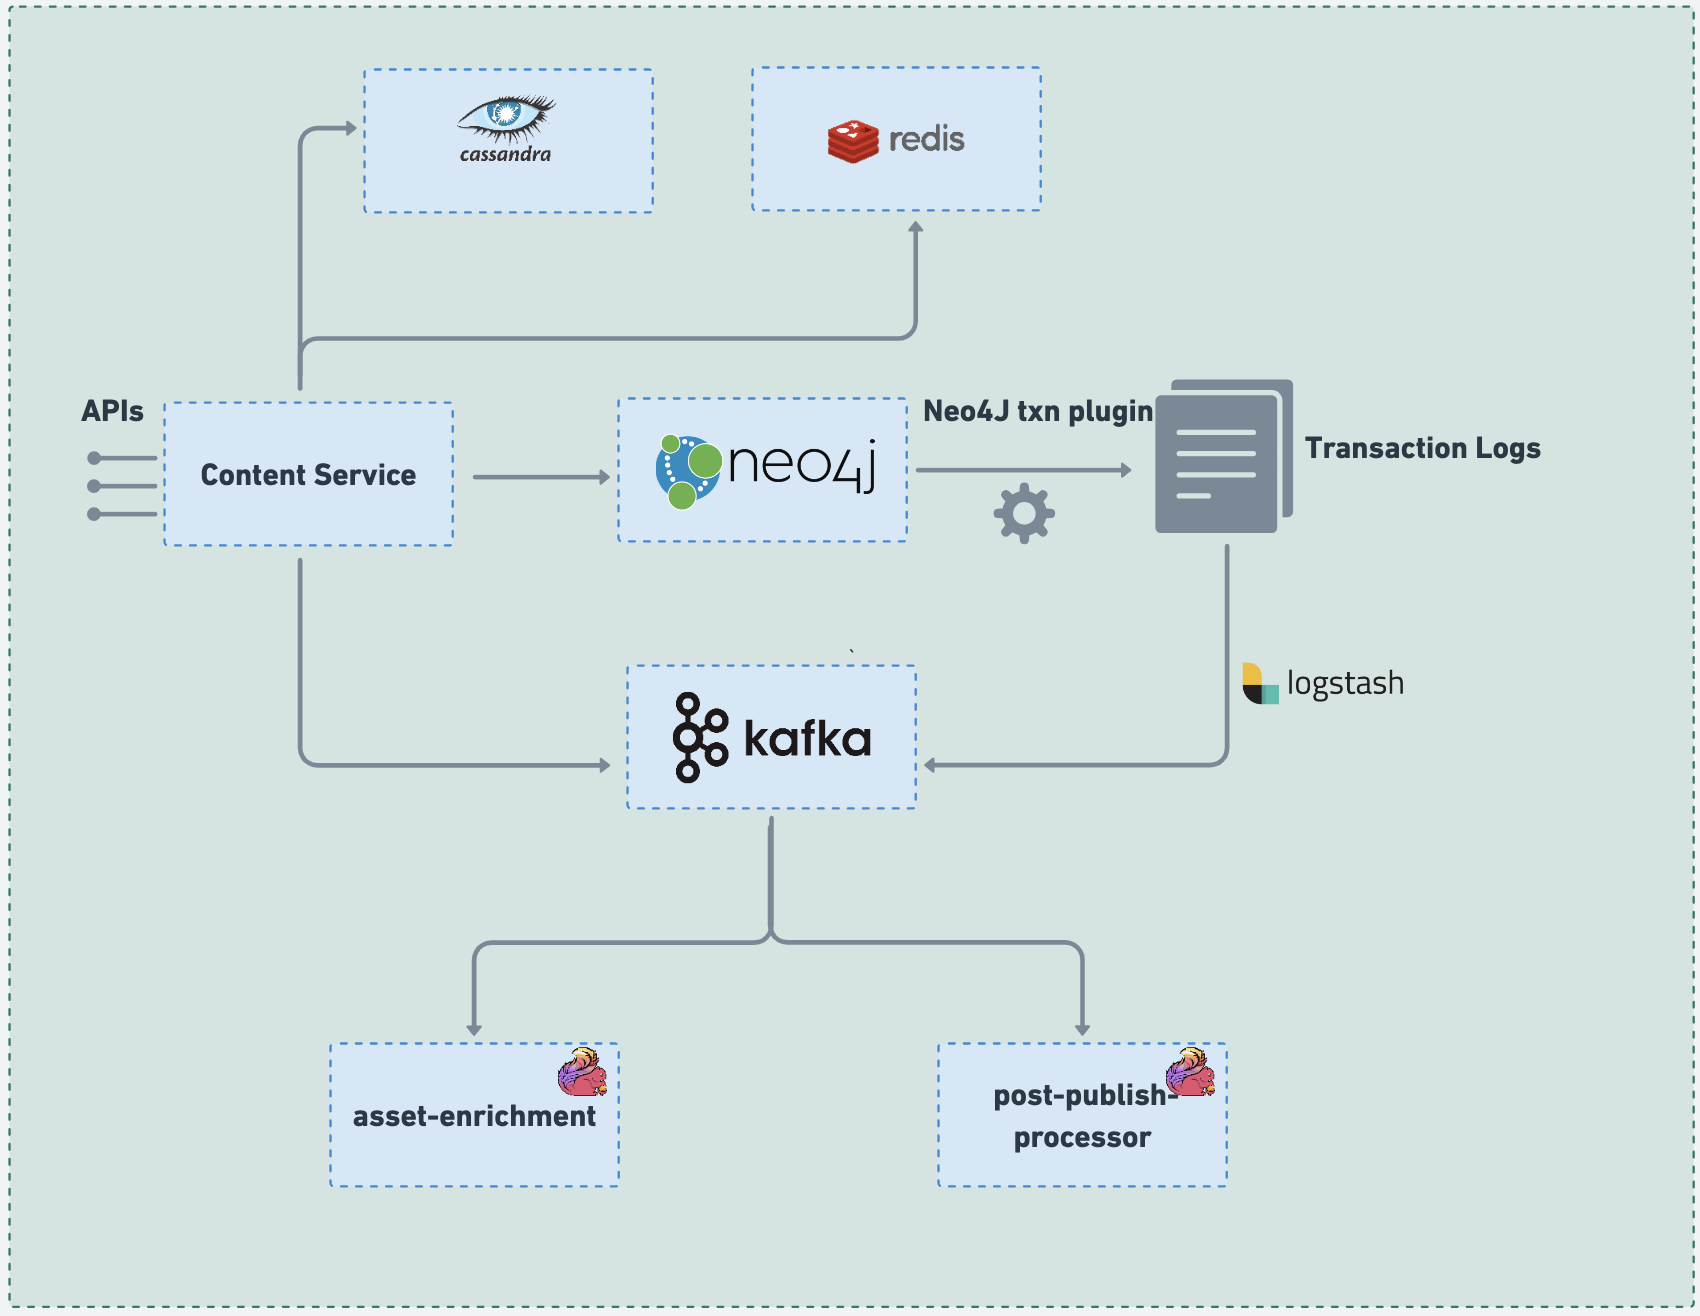 cassandra
redis
APIs
Content Service
neo4j
Neo4J txn plugin
Transaction Logs
logstash
`
kafka
asset-enrichment
post-publish-
processor